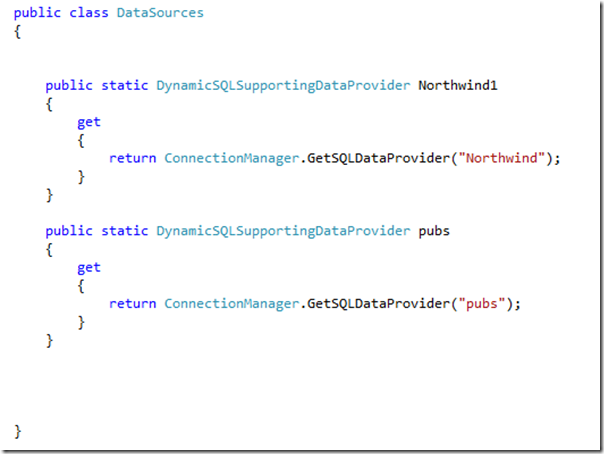 public class DataSources
{
public static DynamicSQLSupportingDataProvider Northwind1
{
get
{
return ConnectionManager.GetSQLDataProvider("Northwind");
}
}
public static DynamicSQLSupportingDataProvider pubs
{
get
{
return ConnectionManager.GetSQLDataProvider("pubs");
}
}
}